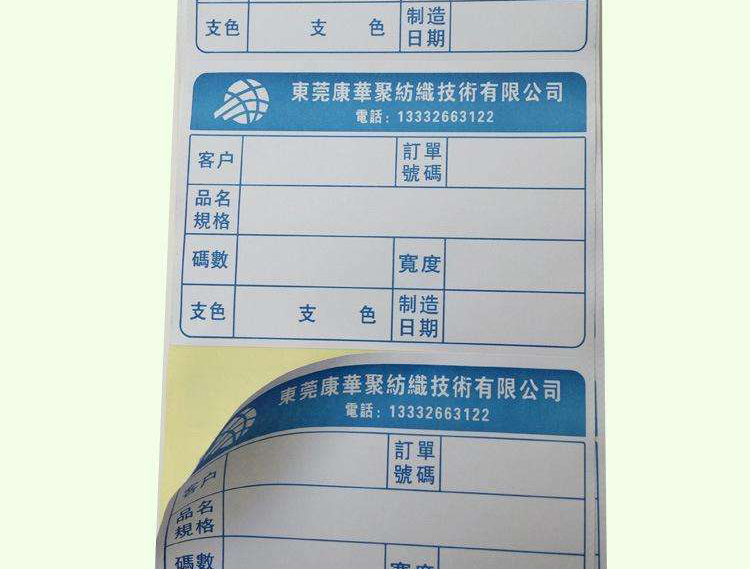 支色 支 色 制造
日期
東莞康華聚紡織技術有限公司
電話：13332663122
客户 訂單
號碼
品名
規格
碼數 寬度
支色 支 色 制造
日期
東莞康華聚紡織技術有限公司
電話：13332663122
客户 訂單
號碼
品名
規格
碼數 寬度